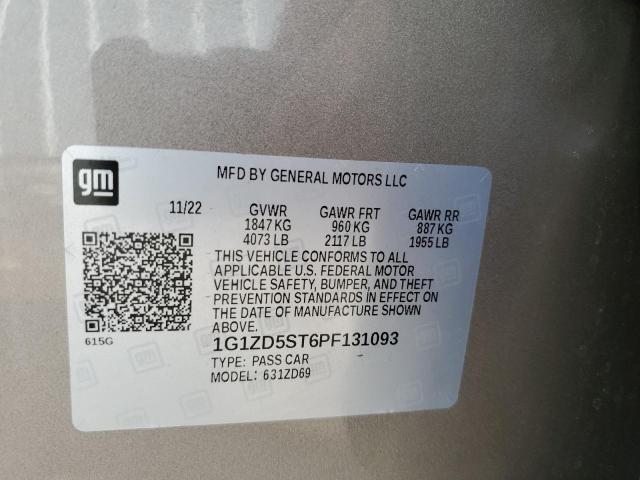 gm
MFD BY GENERAL MOTORS LLC
11/22 GVWR GAWR FRT GAWR RR
1847 KG 960 KG 887 KG
4073 LB 2117 LB 1955 LB
THIS VEHICLE CONFORMS TO ALL
APPLICABLE U.S. FEDERAL MOTOR
VEHICLE SAFETY, BUMPER, AND THEFT
PREVENTION STANDARDS IN EFFECT ON
THE DATE OF MANUFACTURE SHOWN
ABOVE.
615G
1G1ZD5ST6PF131093
TYPE: PASS CAR
MODEL: 631ZD69